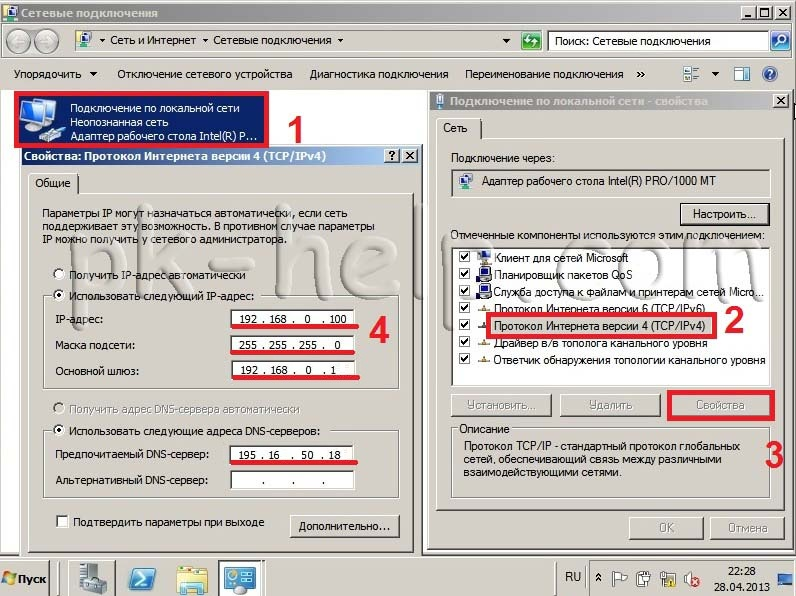 Сетевые подключения
Сеть и Интернет
Сетевые подключения
Поиск: Сетевые подключения
Упорядочить
Отключение сетевого устройства
Диагностика подключения
Переименование подключения
»
Подключение по локальной сети
Неопознанная сеть
Адаптер рабочего стола Intel(R) P...
1
Свойства: Протокол Интернета версии 4 (TCP/IPv4)
Общие
Параметры IP могут назначаться автоматически, если сеть
поддерживает эту возможность. В противном случае параметры
IP можно получить у сетевого администратора.
Получить IP-адрес автоматически
Использовать следующий IP-адрес:
IP-адрес:
192 . 168 . 0 . 100
Маска подсети:
255 . 255 . 255 . 0
Основной шлюз:
192 . 168 . 0 . 1
4
Получить адрес DNS-сервера автоматически
Использовать следующие адреса DNS-серверов:
Предпочитаемый DNS-сервер:
195 . 16 . 50 . 18
Альтернативный DNS-сервер:
. . .
Подтвердить параметры при выходе
Дополнительно...
Подключение по локальной сети - свойства
Сеть
Подключение через:
Адаптер рабочего стола Intel(R) PRO/1000 MT
Настроить...
Отмеченные компоненты используются этим подключением:
Клиент для сетей Microsoft
Планировщик пакетов QoS
Служба доступа к файлам и принтерам сетей Micro...
Протокол Интернета версии 6 (TCP/IPv6)
Протокол Интернета версии 4 (TCP/IPv4)
Драйвер в/в тополога канального уровня
Ответчик обнаружения топологии канального уровня
2
Установить...
Удалить
Свойства
3
Описание
Протокол TCP/IP - стандартный протокол глобальных
сетей, обеспечивающий связь между различными
взаимодействующими сетями.
OK
Отмена
pk-help.com
Пуск
RU
22:28
28.04.2013